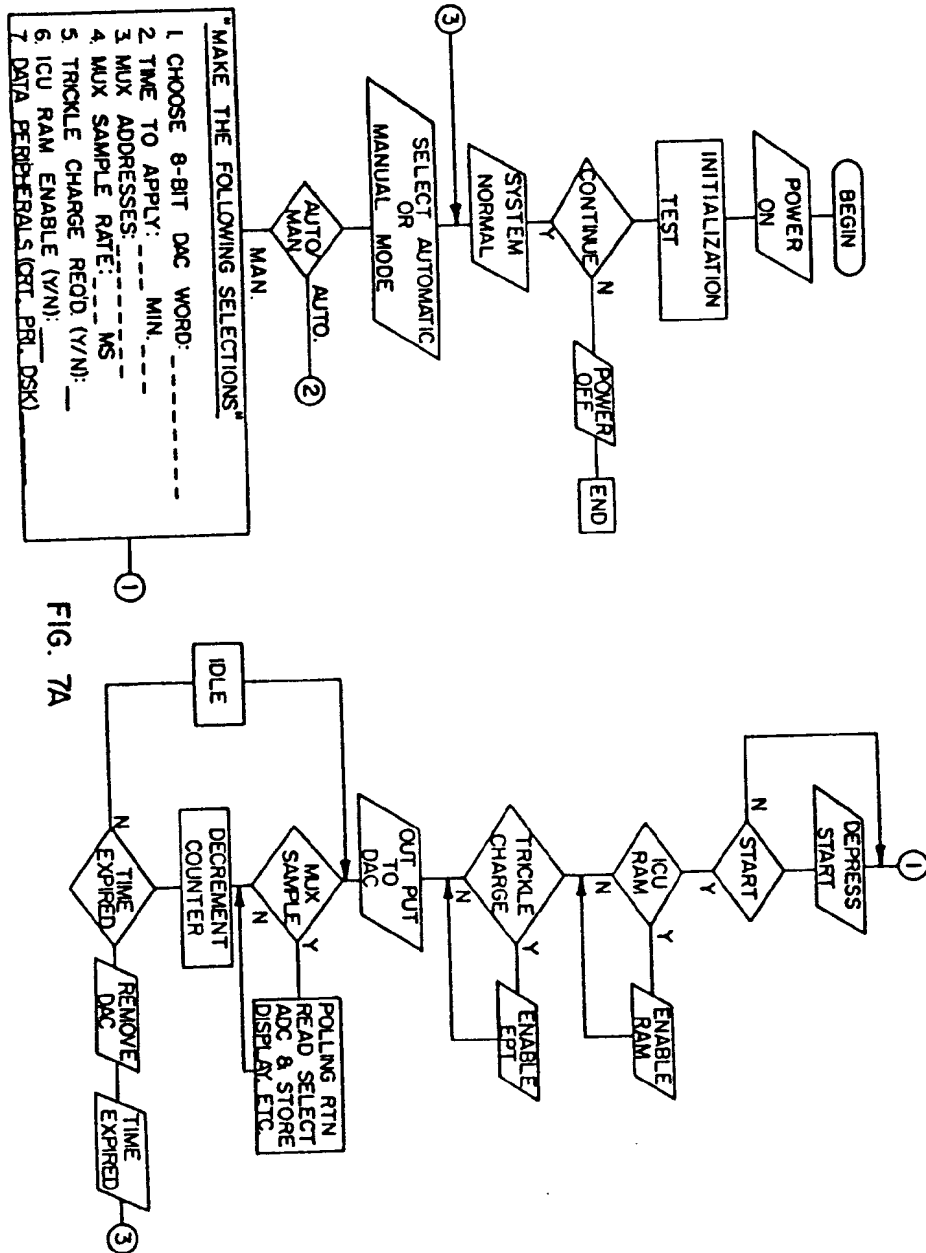 BEGIN
POWER
ON
INITIALIZATION
TEST
CONTINUE
N
POWER
OFF
END
Y
SYSTEM
NORMAL
3
SELECT AUTOMATIC
OR
MANUAL MODE
AUTO/
MAN
AUTO.
2
MAN.
"MAKE THE FOLLOWING SELECTIONS"
1. CHOOSE 8-BIT DAC WORD: _ _ _ _ _ _ _ _
2. TIME TO APPLY: _ _ _ MIN. _ _ _
3. MUX ADDRESSES: _ _ _ _ _ _ _
4. MUX SAMPLE RATE: _ _ _ MS
5. TRICKLE CHARGE REQ'D. (Y/N): __
6. ICU RAM ENABLE (Y/N): __
7. DATA PERIPHERALS (CRT. PRI. DSK) ____
1
FIG. 7A
1
DEPRESS
START
START
N
Y
ICU
RAM
Y
ENABLE
RAM
N
TRICKLE
CHARGE
Y
ENABLE
EPT
N
OUT PUT
TO
DAC
MUX
SAMPLE
Y
POLLING RTN
READ SELECT
ADC & STORE
DISPLAY, ETC.
N
DECREMENT
COUNTER
IDLE
TIME
EXPIRED
N
REMOVE
DAC
TIME
EXPIRED
3